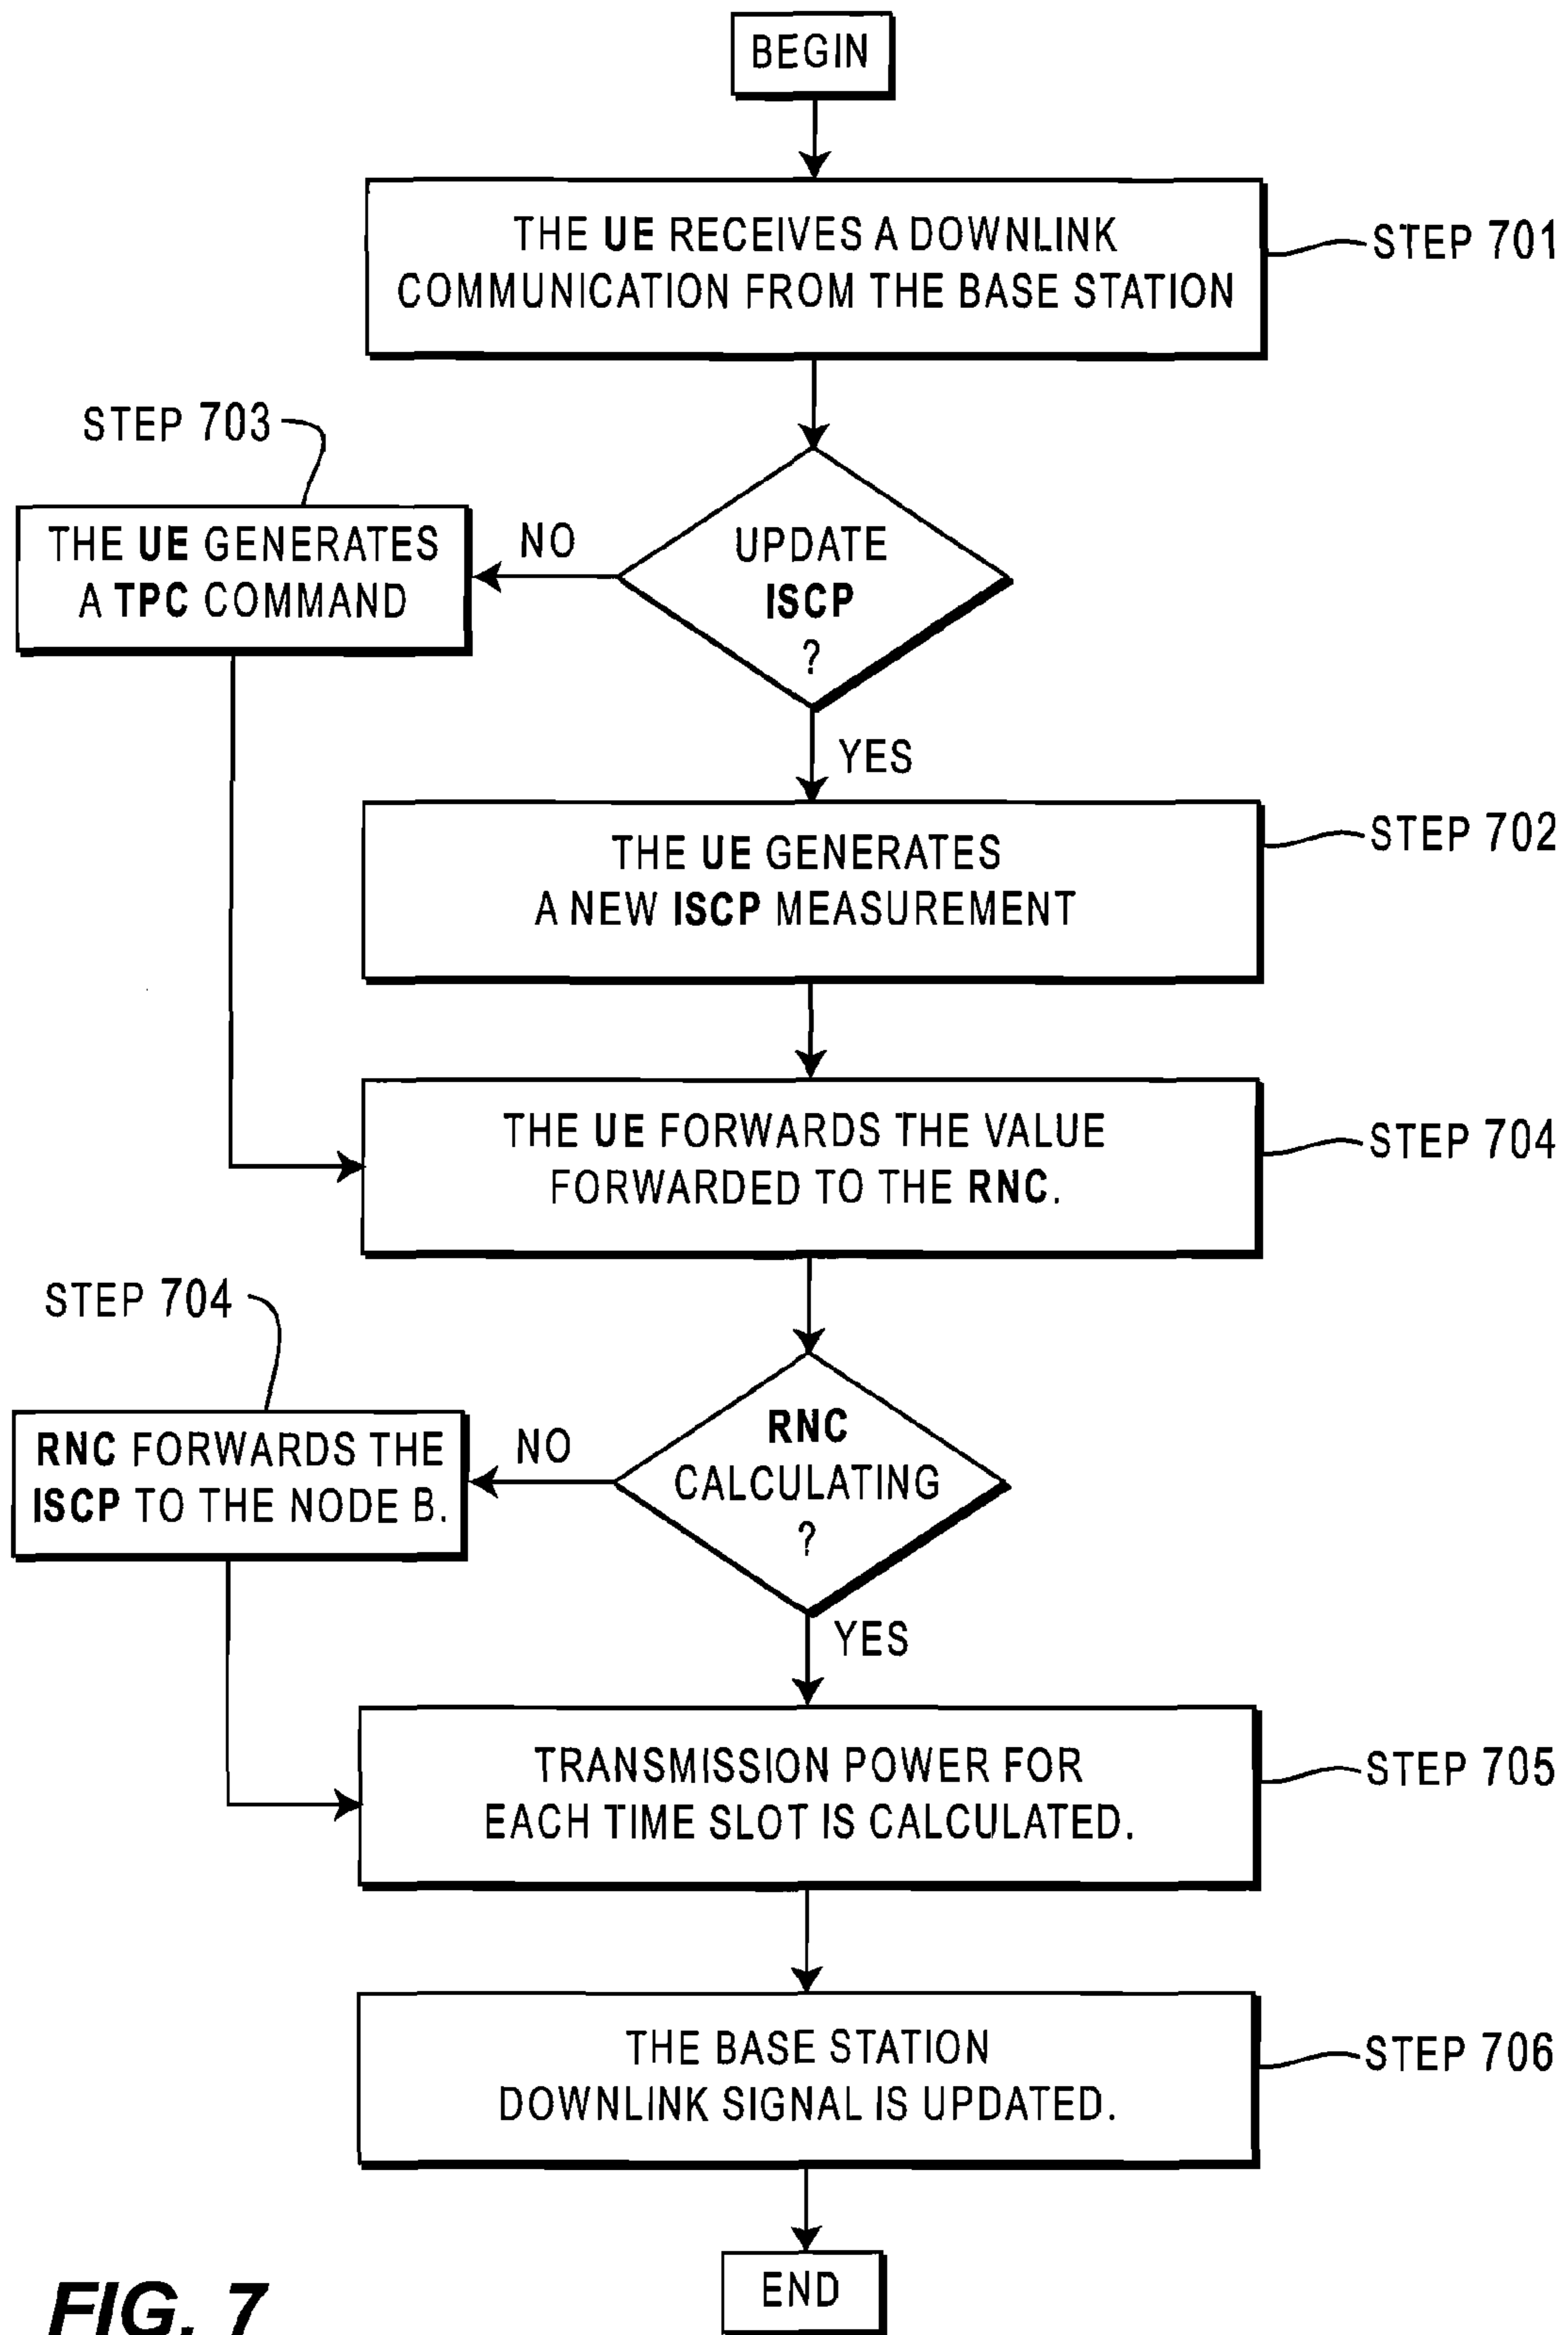 BEGIN
THE UE RECEIVES A DOWNLINK
COMMUNICATION FROM THE BASE STATION
STEP 701
STEP 703
THE UE GENERATES
A TPC COMMAND
NO
UPDATE
ISCP
?
YES
THE UE GENERATES
A NEW ISCP MEASUREMENT
STEP 702
THE UE FORWARDS THE VALUE
FORWARDED TO THE RNC.
STEP 704
STEP 704
RNC FORWARDS THE
ISCP TO THE NODE B.
NO
RNC
CALCULATING
?
YES
TRANSMISSION POWER FOR
EACH TIME SLOT IS CALCULATED.
STEP 705
THE BASE STATION
DOWNLINK SIGNAL IS UPDATED.
STEP 706
END
FIG. 7